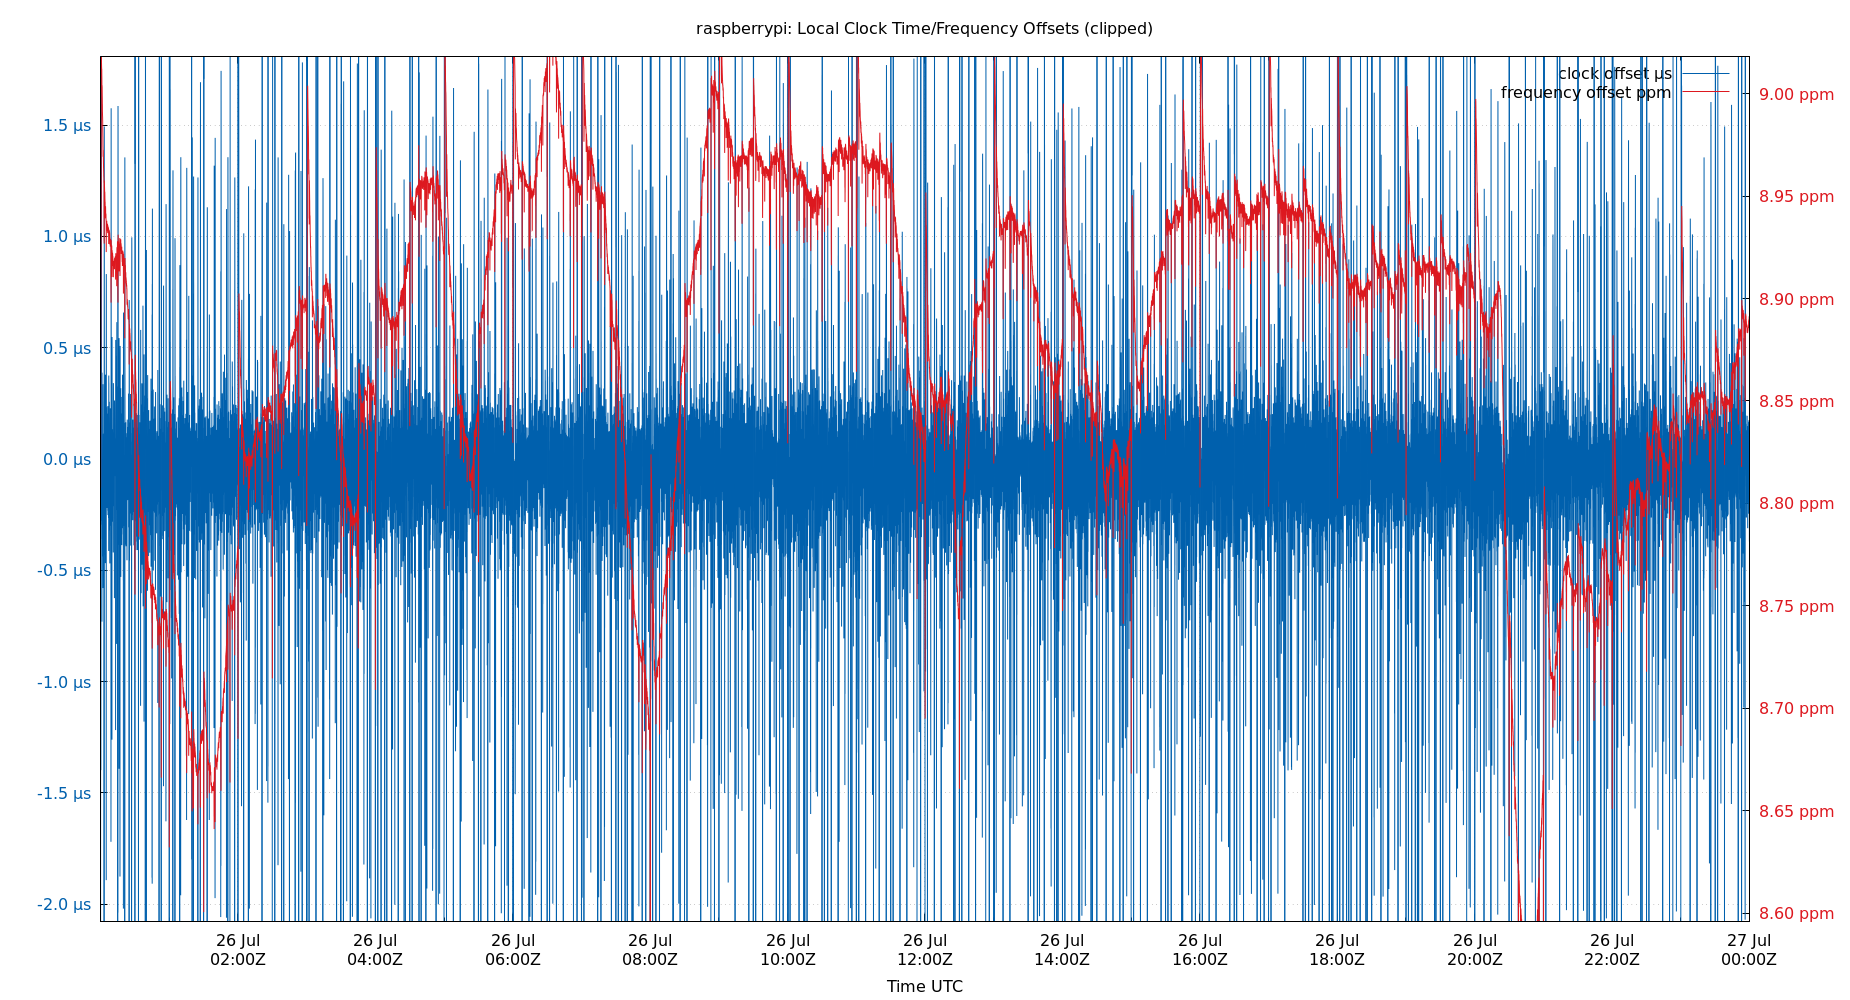 raspberrypi: Local Clock Time/Frequency Offsets (clipped)
clock offset µs
frequency offset ppm
1.5 µs
1.0 µs
0.5 µs
0.0 µs
-0.5 µs
-1.0 µs
-1.5 µs
-2.0 µs
9.00 ppm
8.95 ppm
8.90 ppm
8.85 ppm
8.80 ppm
8.75 ppm
8.70 ppm
8.65 ppm
8.60 ppm
26 Jul 26 Jul 26 Jul 26 Jul 26 Jul 26 Jul 26 Jul 26 Jul 26 Jul 26 Jul 26 Jul 27 Jul
02:00Z 04:00Z 06:00Z 08:00Z 10:00Z 12:00Z 14:00Z 16:00Z 18:00Z 20:00Z 22:00Z 00:00Z
Time UTC